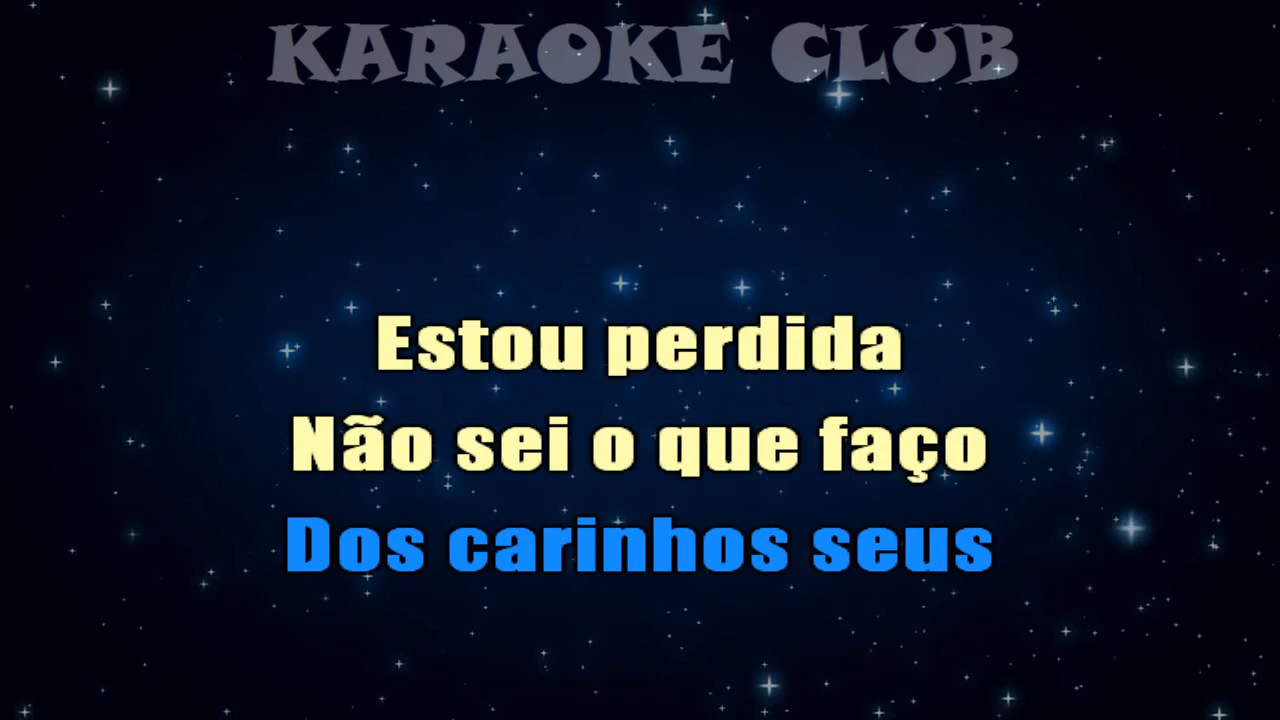 KARAOKE CLUB
Estou perdida
Não sei o que faço
Dos carinhos seus